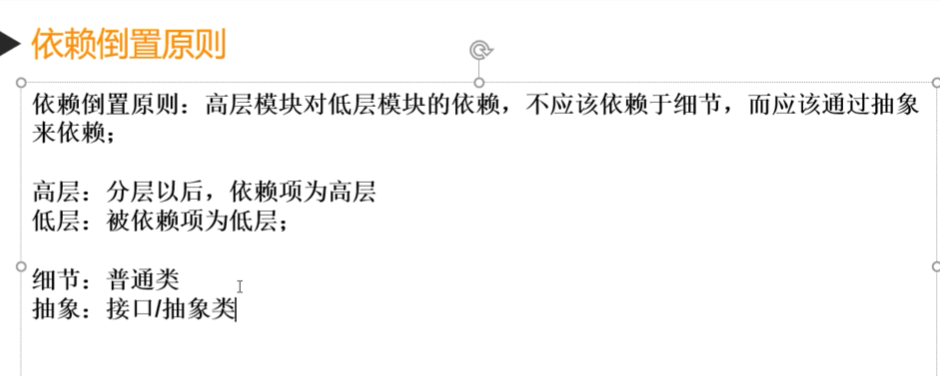 依赖倒置原则
依赖倒置原则：高层模块对低层模块的依赖，不应该依赖于细节，而应该通过抽象
来依赖；
高层：分层以后，依赖项为高层
低层：被依赖项为低层；
细节：普通类
抽象：接口/抽象类